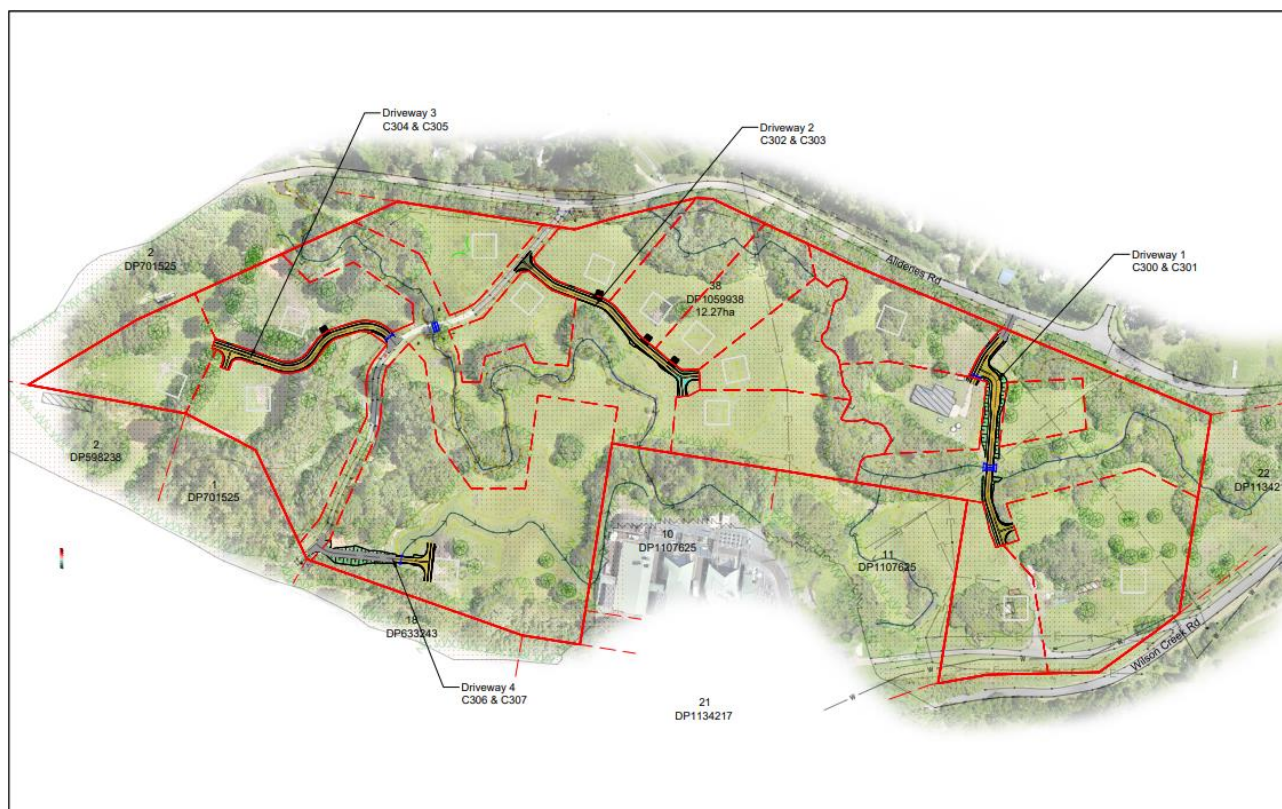 Driveway 3
C304 & C305
Driveway 2
C302 & C303
Alidenes Rd
Driveway 1
C300 & C301
2
DP701525
38
DP1059938
12.27ha
2
DP598238
1
DP701525
22
DP11342
10
DP1107625
11
DP1107625
18
DP633243
Wilson Creek Rd
Driveway 4
C306 & C307
21
DP1134217
W
W
W